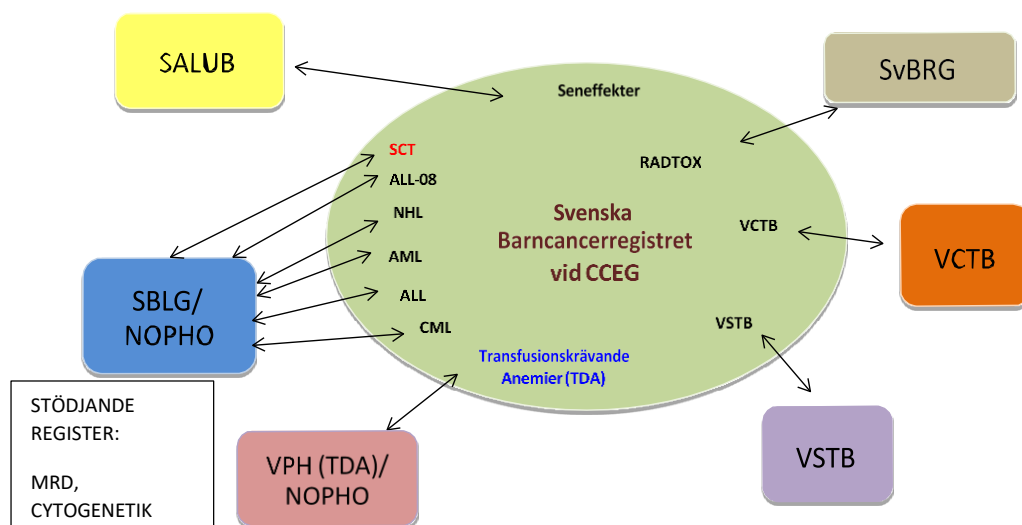 SALUB
SvBRG
Seneffekter
SCT
RADTOX
ALL-08
NHL
Svenska
Barncancerregistret
vid CCEG
VCTB
VCTB
AML
SBLG/
NOPHO
ALL
CML
VSTB
Transfusionskrävande
Anemier (TDA)
STÖDJANDE
REGISTER:
MRD,
CYTOGENETIK
VPH (TDA)/
NOPHO
VSTB